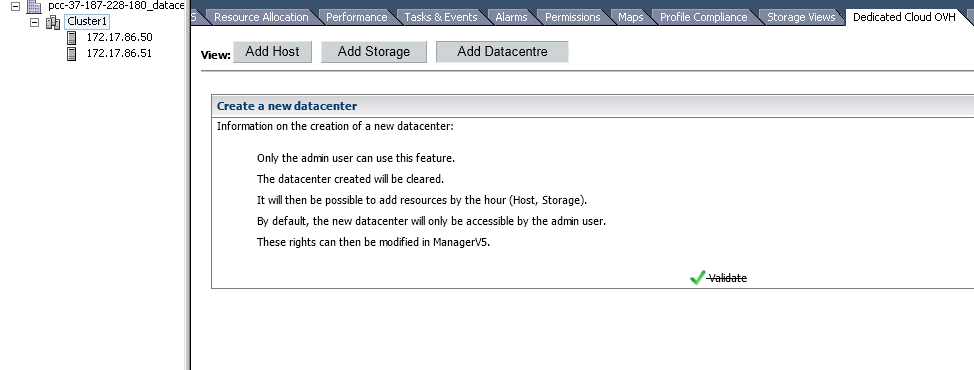 pcc-37-187-228-180_datace
Cluster1
172.17.86.50
172.17.86.51
S Resource Allocation Performance Tasks & Events Alarms Permissions Maps Profile Compliance Storage Views Dedicated Cloud OVH
View: Add Host Add Storage Add Datacentre
Create a new datacenter
Information on the creation of a new datacenter:
Only the admin user can use this feature.
The datacenter created will be cleared.
It will then be possible to add resources by the hour (Host, Storage).
By default, the new datacenter will only be accessible by the admin user.
These rights can then be modified in ManagerV5.
Validate